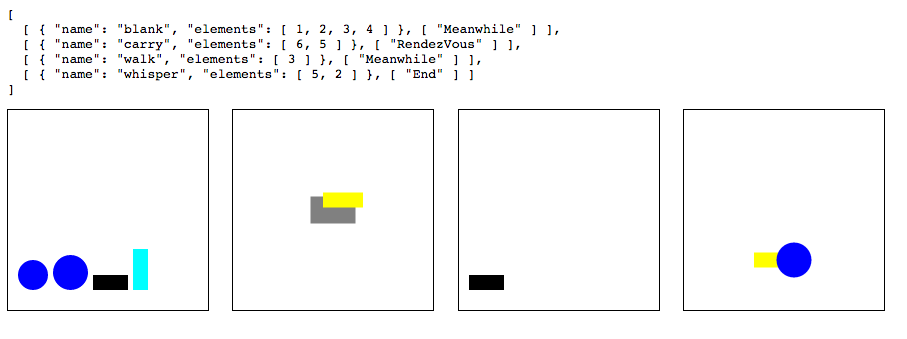 [
  [ { "name": "blank", "elements": [ 1, 2, 3, 4 ] }, [ "Meanwhile" ] ],
  [ { "name": "carry", "elements": [ 6, 5 ] }, [ "RendezVous" ] ],
  [ { "name": "walk", "elements": [ 3 ] }, [ "Meanwhile" ] ],
  [ { "name": "whisper", "elements": [ 5, 2 ] }, [ "End" ] ]
]